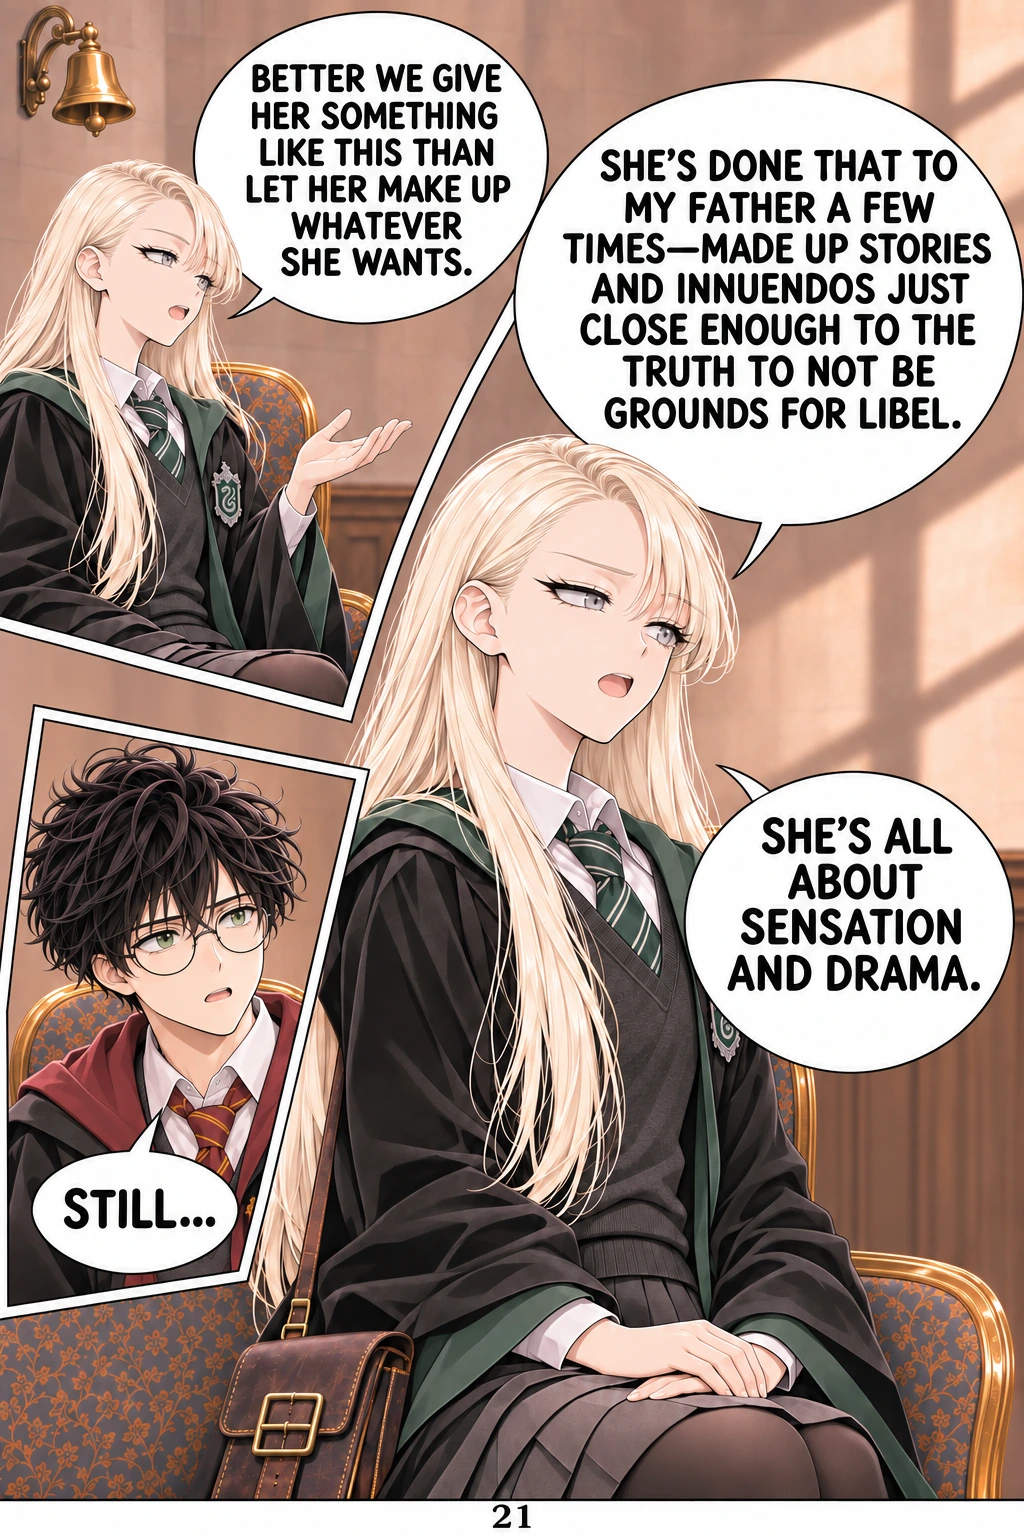 BETTER WE GIVE
HER SOMETHING
LIKE THIS THAN
LET HER MAKE UP
WHATEVER
SHE WANTS.
SHE'S DONE THAT TO
MY FATHER A FEW
TIMES—MADE UP STORIES
AND INNUENDOS JUST
CLOSE ENOUGH TO THE
TRUTH TO NOT BE
GROUNDS FOR LIBEL.
SHE'S ALL
ABOUT
SENSATION
AND DRAMA.
STILL...
21